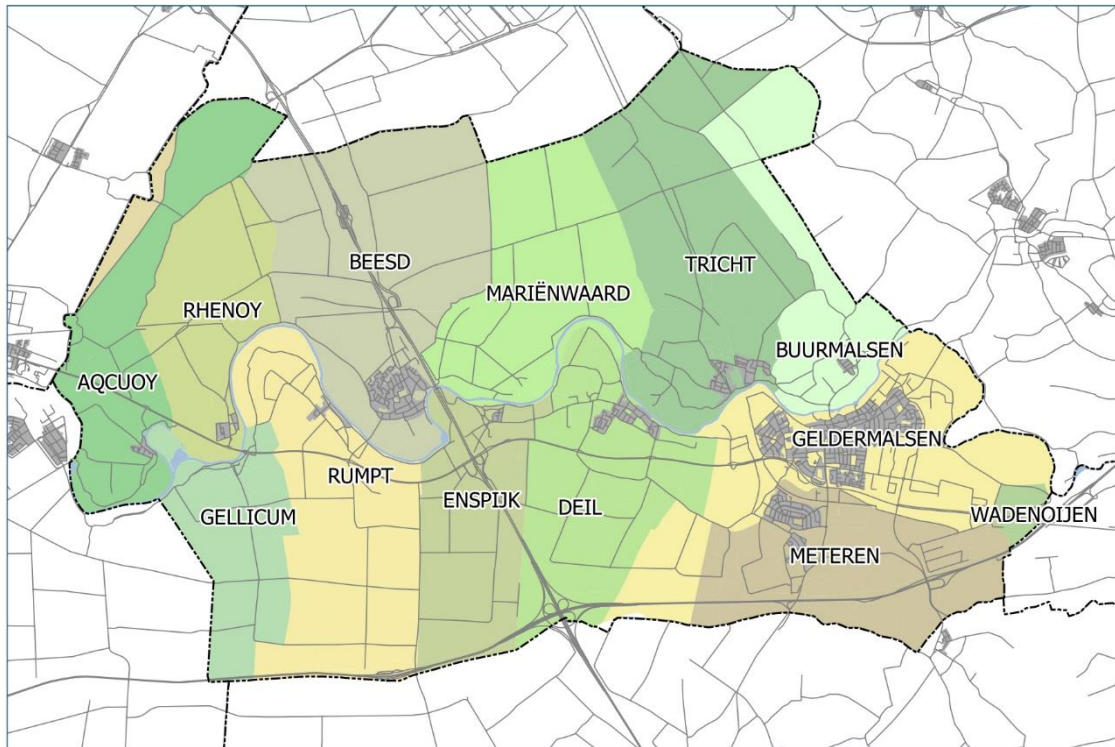 BEESD
TRICHT
MARIËNWAARD
RHENOY
BUURMALSEN
AQCUOY
GELDERMALSEN
RUMPT
ENSPIJK
DEIL
GELLICUM
WADENOIJEN
METEREN